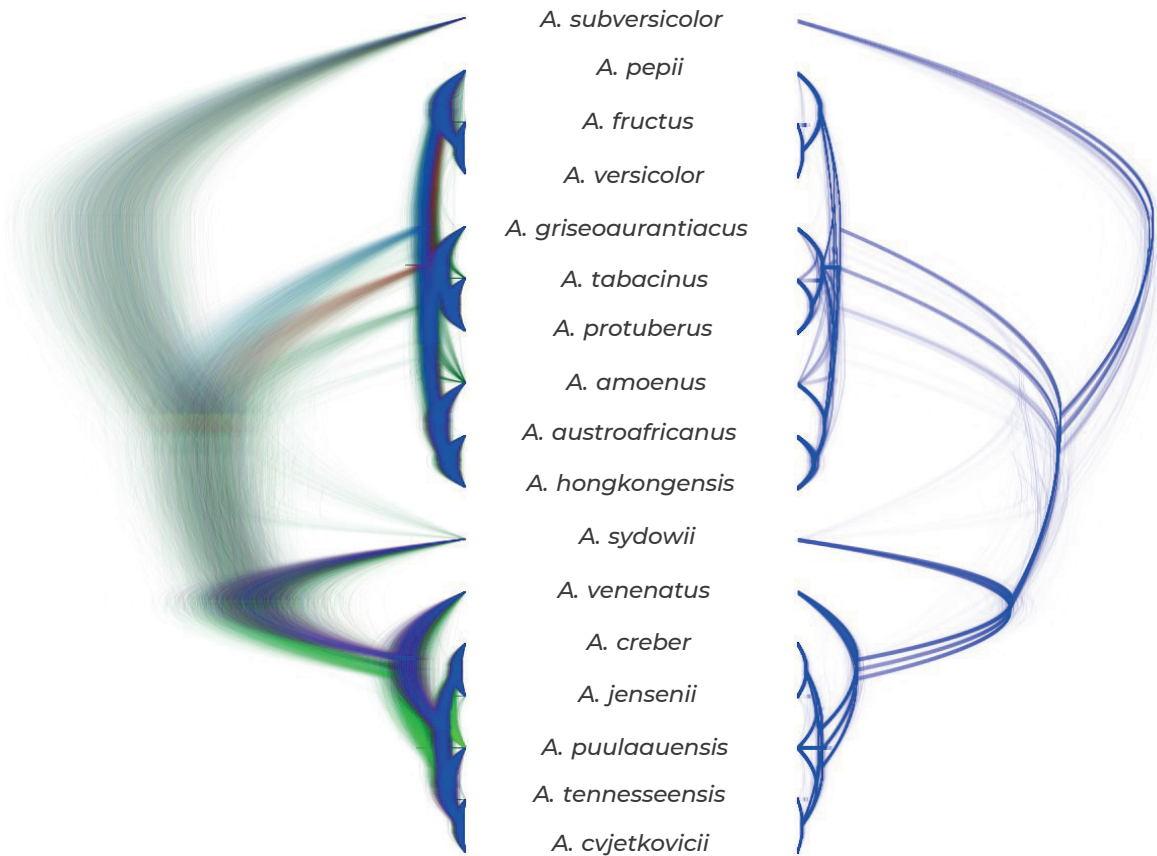 A. subversicolor
A. pepii
A. fructus
A. versicolor
A. griseoaurantiacus
A. tabacinus
A. protuberus
A. amoenus
A. austroafricanus
A. hongkongensis
A. sydowii
A. venenatus
A. creber
A. jensenii
A. puulaauensis
A. tennesseensis
A. cvjetkovicii